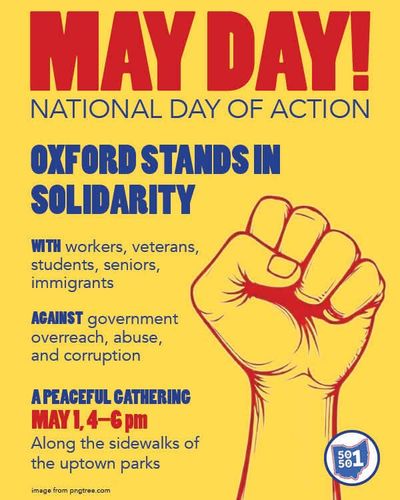 MAY DAY!
NATIONAL DAY OF ACTION
OXFORD STANDS IN
SOLIDARITY
WITH workers, veterans,
students, seniors,
immigrants
AGAINST government
overreach, abuse,
and corruption
A PEACEFUL GATHERING
MAY 1, 4–6 pm
Along the sidewalks of
the uptown parks
50
50 1
image from pngtree.com